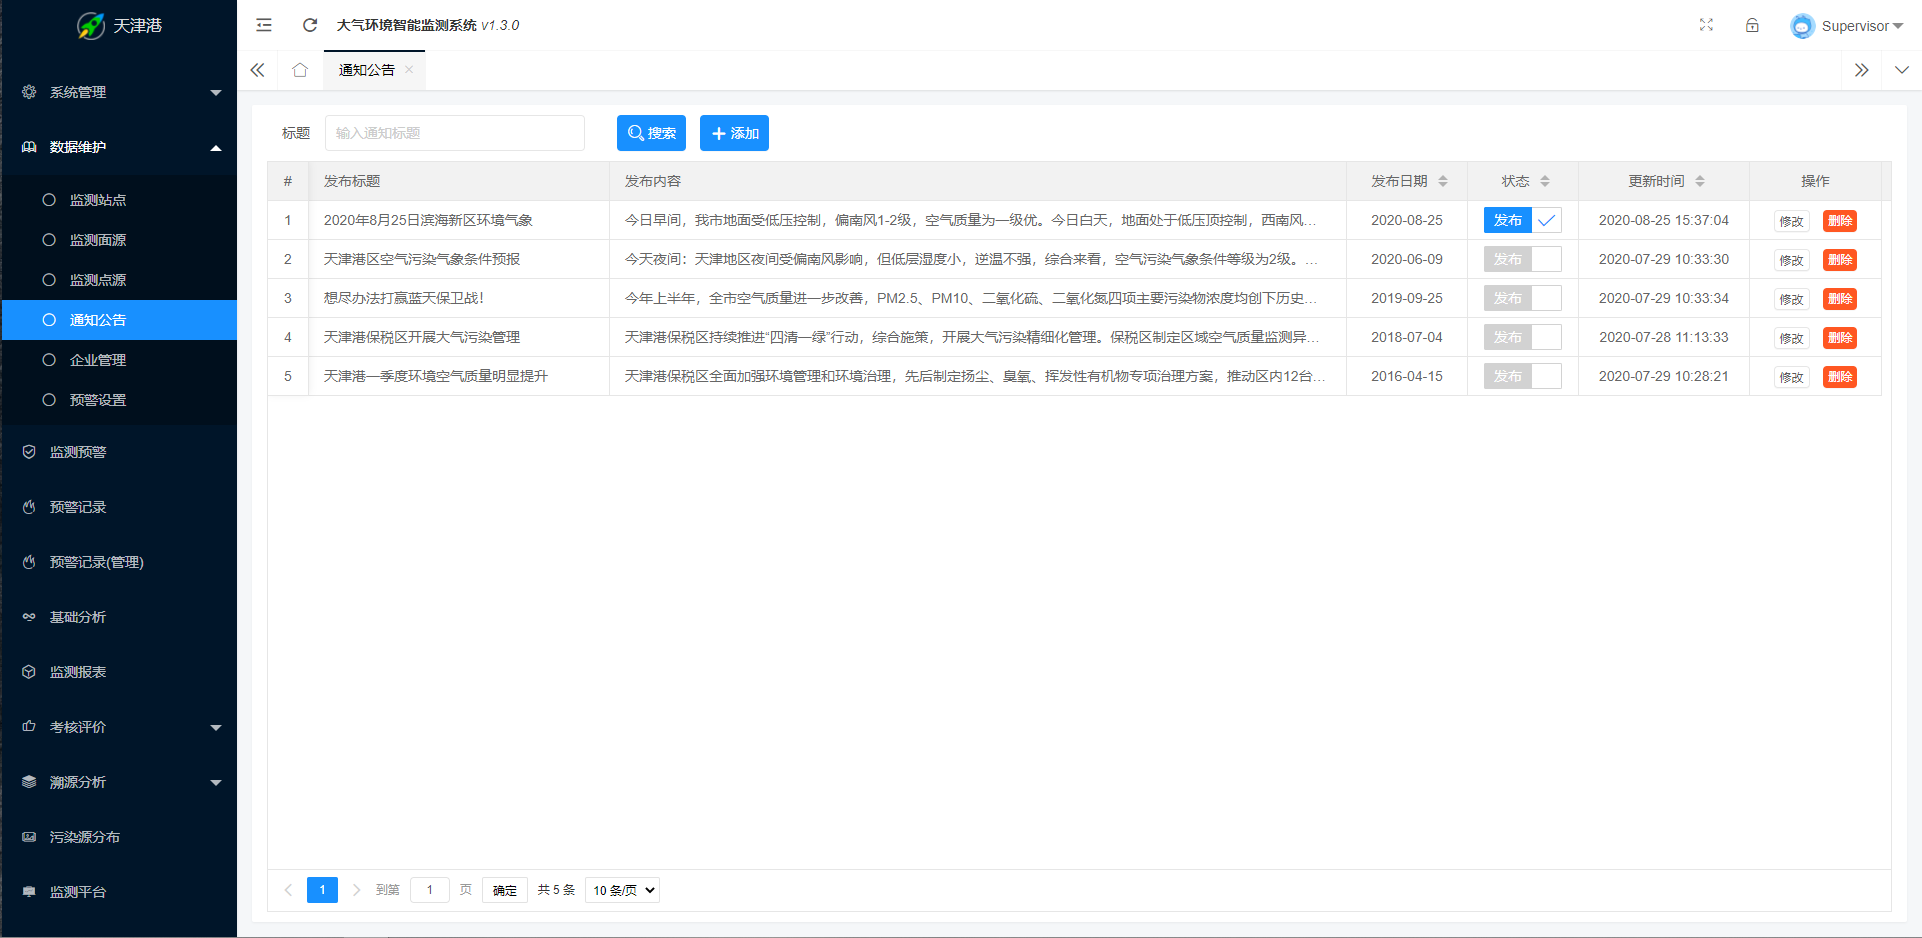 天津港
大气环境智能监测系统 v1.3.0
Supervisor
通知公告
系统管理
数据维护
监测站点
监测面源
监测点源
通知公告
企业管理
预警设置
监测预警
预警记录
预警记录(管理)
基础分析
监测报表
考核评价
溯源分析
污染源分布
监测平台
标题 输入通知标题 搜索 添加
# 发布标题 发布内容 发布日期 状态 更新时间 操作
1 2020年8月25日滨海新区环境气象 今日早间，我市地面受低压控制，偏南风1-2级，空气质量为一级优。今日白天，地面处于低压顶控制，西南风... 2020-08-25 发布 2020-08-25 15:37:04 修改 删除
2 天津港区空气污染气象条件预报 今天夜间：天津地区夜间受偏南风影响，但低层湿度小，逆温不强，综合来看，空气污染气象条件等级为2级。... 2020-06-09 发布 2020-07-29 10:33:30 修改 删除
3 想尽办法打赢蓝天保卫战！ 今年上半年，全市空气质量进一步改善，PM2.5、PM10、二氧化硫、二氧化氮四项主要污染物浓度均创下历史... 2019-09-25 发布 2020-07-29 10:33:34 修改 删除
4 天津港保税区开展大气污染管理 天津港保税区持续推进“四清一绿”行动，综合施策，开展大气污染精细化管理。保税区制定区域空气质量监测异... 2018-07-04 发布 2020-07-28 11:13:33 修改 删除
5 天津港一季度环境空气质量明显提升 天津港保税区全面加强环境管理和环境治理，先后制定扬尘、臭氧、挥发性有机物专项治理方案，推动区内12台... 2016-04-15 发布 2020-07-29 10:28:21 修改 删除
1 到第 1 页 确定 共 5 条 10 条/页